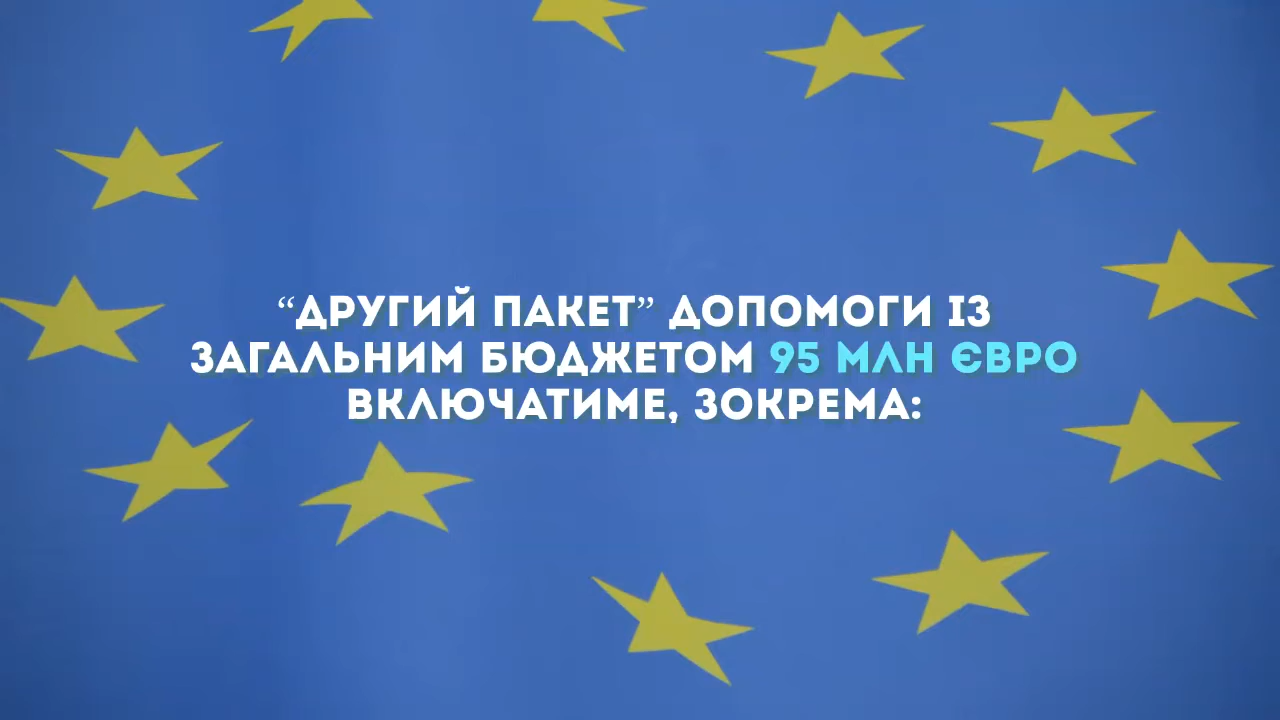 “ДРУГИЙ ПАКЕТ” ДОПОМОГИ ІЗ
ЗАГАЛЬНИМ БЮДЖЕТОМ 95 МЛН ЄВРО
ВКЛЮЧАТИМЕ, ЗОКРЕМА: